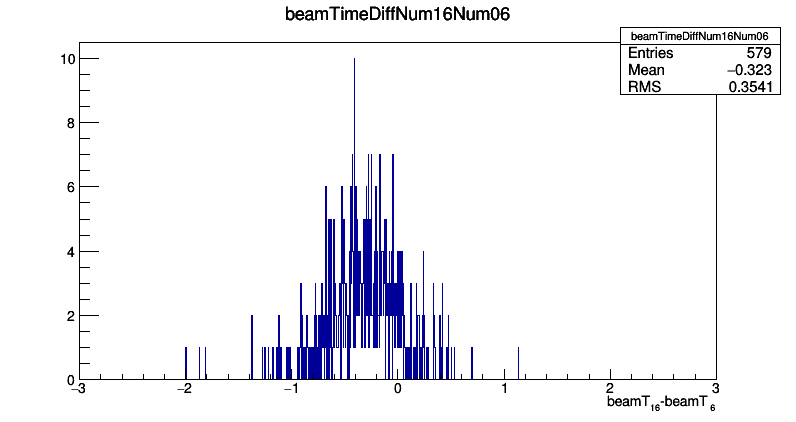 beamTimeDiffNum16Num06
beamTimeDiffNum16Num06
Entries 579
Mean −0.323
RMS 0.3541
10
8
6
4
2
0
−3 −2 −1 0 1 2 3
beamT16-beamT6